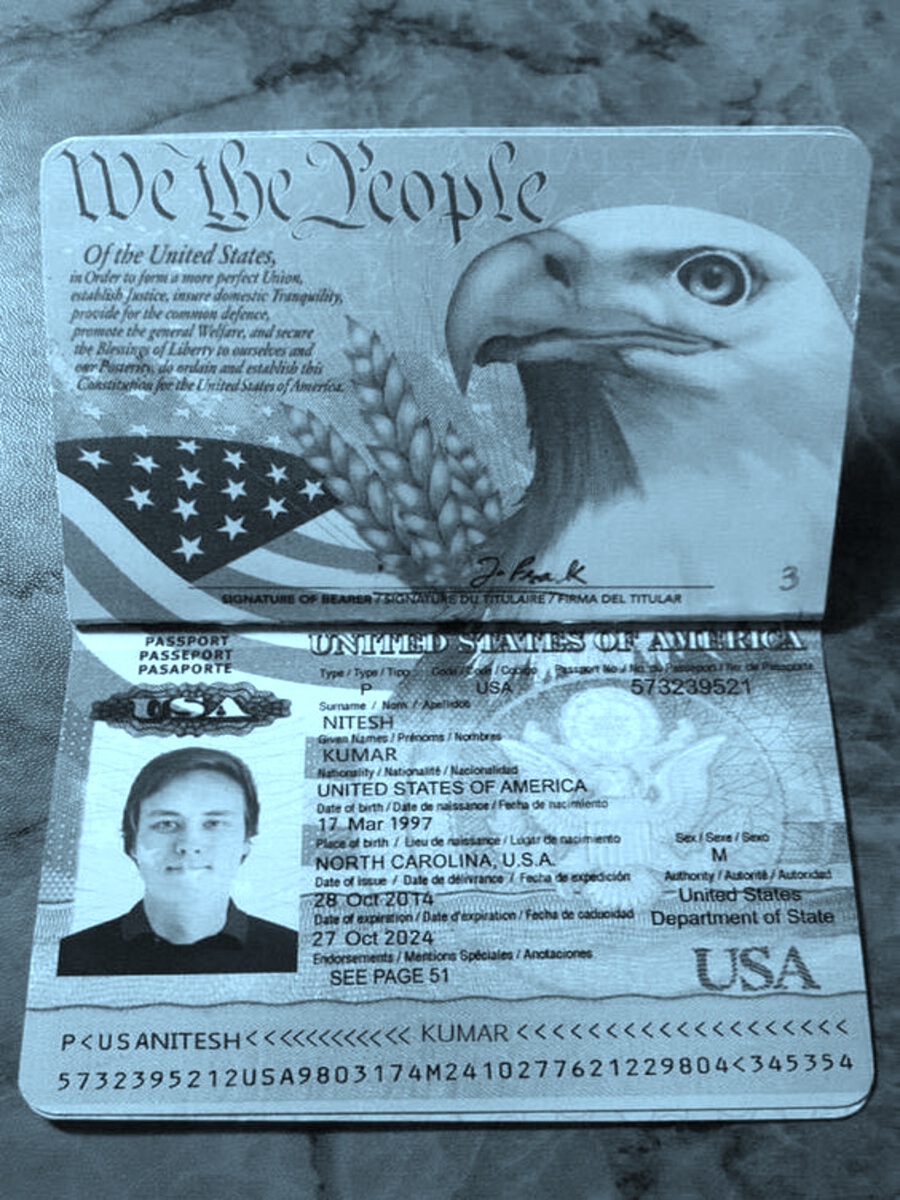 We the People
Of the United States,
in Order to form a more perfect Union,
establish Justice, insure domestic Tranquility,
provide for the common defence,
promote the general Welfare, and secure
the Blessings of Liberty to ourselves and
our Posterity, do ordain and establish this
Constitution for the United States of America.
3
SIGNATURE OF BEARER / SIGNATURE DU TITULAIRE / FIRMA DEL TITULAR
PASSPORT
PASSEPORT
PASAPORTE
USA
UNITED STATES OF AMERICA
Type / Type / Tipo Code / Code / Codigo Passport No. / No. du Passeport / No. de Pasaporte
P USA 573239521
Surname / Nom / Apellidos
NITESH
Given Names / Prénoms / Nombres
KUMAR
Nationality / Nationalité / Nacionalidad
UNITED STATES OF AMERICA
Date of birth / Date de naissance / Fecha de nacimiento
17 Mar 1997
Place of birth / Lieu de naissance / Lugar de nacimiento Sex / Sexe / Sexo
NORTH CAROLINA, U.S.A. M
Date of issue / Date de délivrance / Fecha de expedición Authority / Autorité / Autoridad
28 Oct 2014 United States
Date of expiration / Date d'expiration / Fecha de caducidad Department of State
27 Oct 2024
Endorsements / Mentions Spéciales / Anotaciones
SEE PAGE 51
USA
P<USANITESH<<<<<<<<<<<< KUMAR <<<<<<<<<<<<<<<<<<<
5732395212USA9803174M2410277621229804<345354